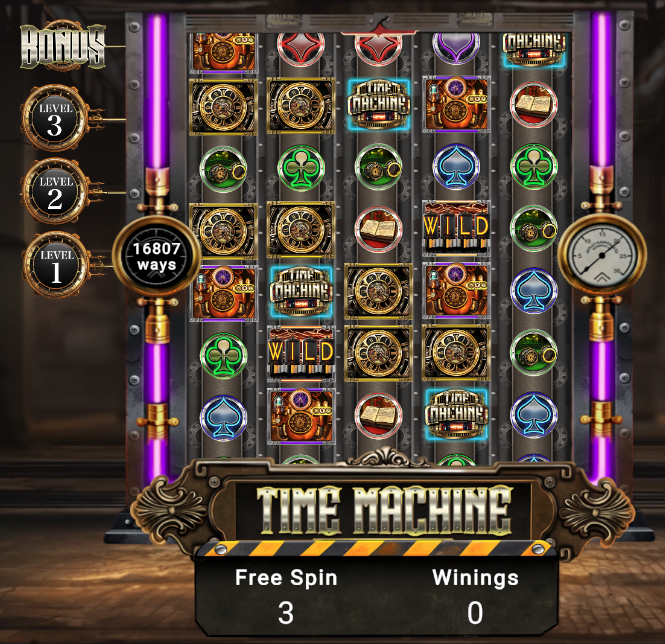 MACHINE
BONUS
TIME
MACHINE
LEVEL
3
LEVEL
2
WILD
16807
ways
LEVEL
1
TIME
MACHINE
WILD
TIME
MACHINE
TIME MACHINE
Free Spin
Winings
3
0